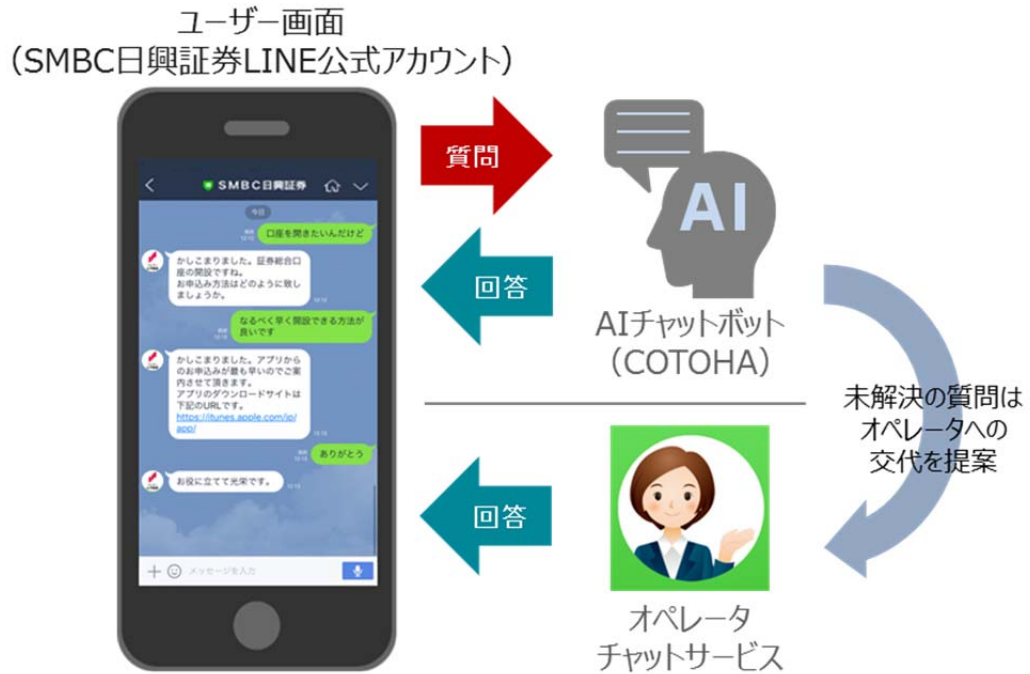 ユーザー画面
（SMBC日興証券LINE公式アカウント）
SMBC日興証券
今日
口座を開きたいんだけど
かしこまりました。証券総合口
座の開設ですね。
お申込み方法はどのように致し
ましょうか。
なるべく早く開設できる方法が
良いです
かしこまりました。アプリから
のお申込みが最も早いのでご案
内させて頂きます。
アプリのダウンロードサイトは
下記のURLです。
https://itunes.apple.com/jp/
app/
ありがとう
お役に立てて光栄です。
メッセージを入力
質問
回答
AI
AIチャットボット
（COTOHA）
未解決の質問は
オペレータへの
交代を提案
回答
オペレータ
チャットサービス